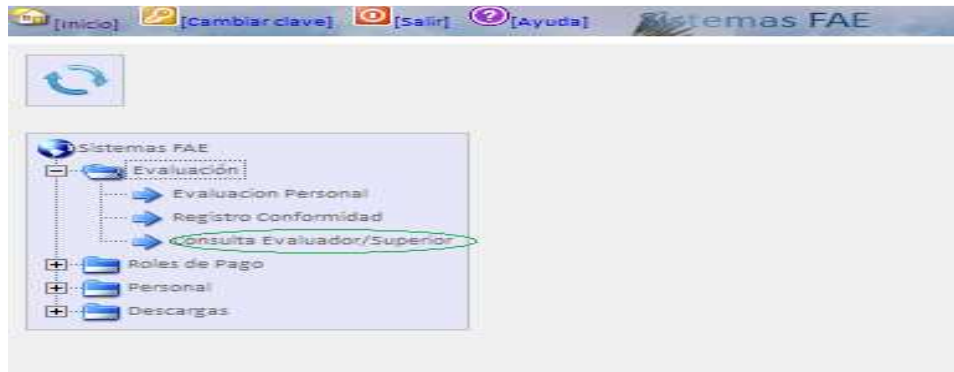 [Inicio] [Cambiar clave] [Salir] [Ayuda] Sistemas FAE
Sistemas FAE
Evaluación
Evaluacion Personal
Registro Conformidad
Consulta Evaluador/Superior
Roles de Pago
Personal
Descargas